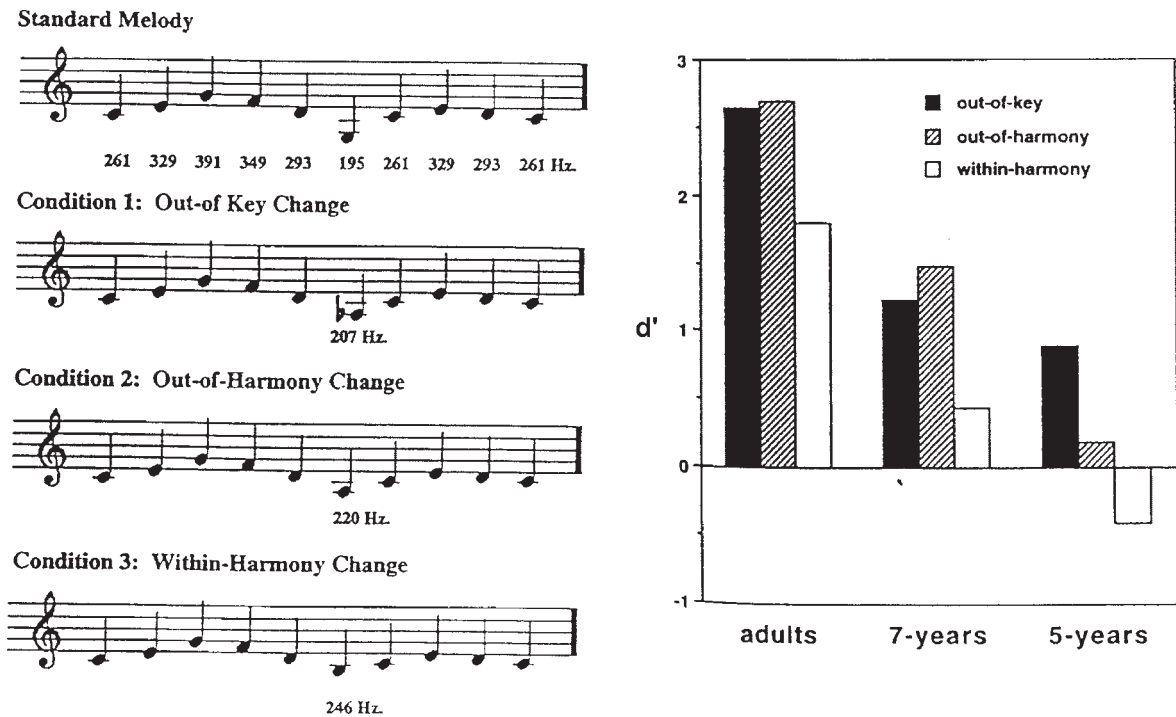 Standard Melody
261 329 391 349 293 195 261 329 293 261 Hz.
Condition 1: Out-of Key Change
207 Hz.
Condition 2: Out-of-Harmony Change
220 Hz.
Condition 3: Within-Harmony Change
246 Hz.
3
2
1
0
-1
d'
out-of-key
out-of-harmony
within-harmony
adults 7-years 5-years